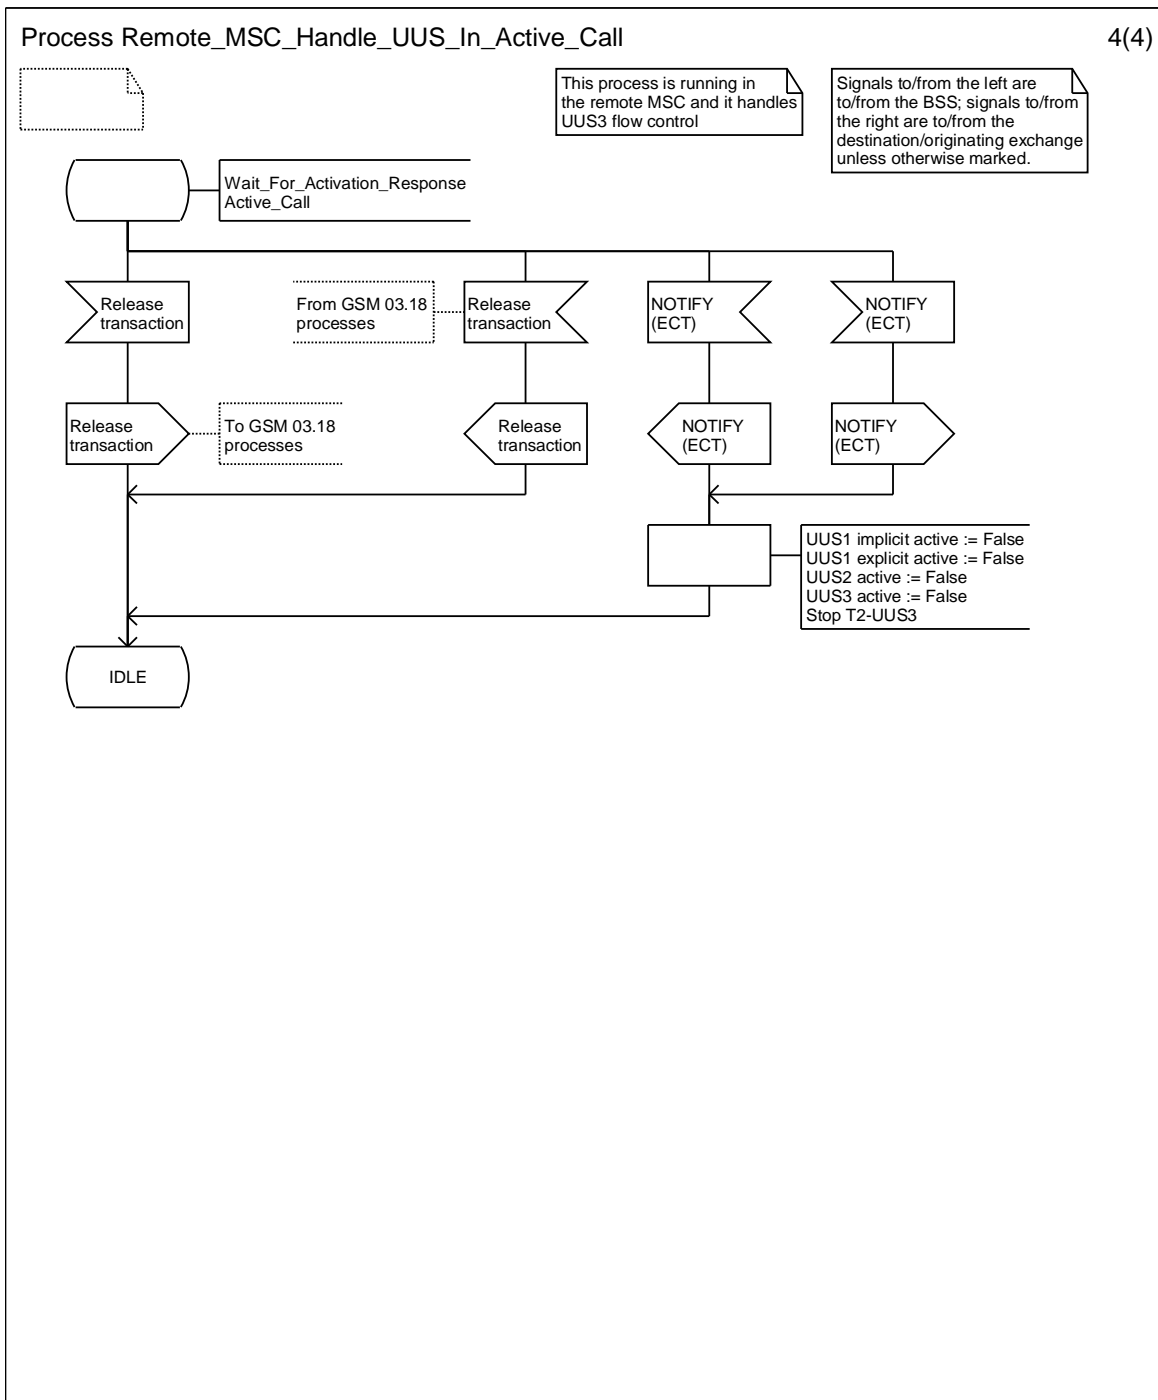 Process Remote_MSC_Handle_UUS_In_Active_Call
4(4)
This process is running in
the remote MSC and it handles
UUS3 flow control
Signals to/from the left are
to/from the BSS; signals to/from
the right are to/from the
destination/originating exchange
unless otherwise marked.
Wait_For_Activation_Response
Active_Call
Release
transaction
From GSM 03.18
processes
Release
transaction
NOTIFY
(ECT)
NOTIFY
(ECT)
Release
transaction
To GSM 03.18
processes
Release
transaction
NOTIFY
(ECT)
NOTIFY
(ECT)
UUS1 implicit active := False
UUS1 explicit active := False
UUS2 active := False
UUS3 active := False
Stop T2-UUS3
IDLE